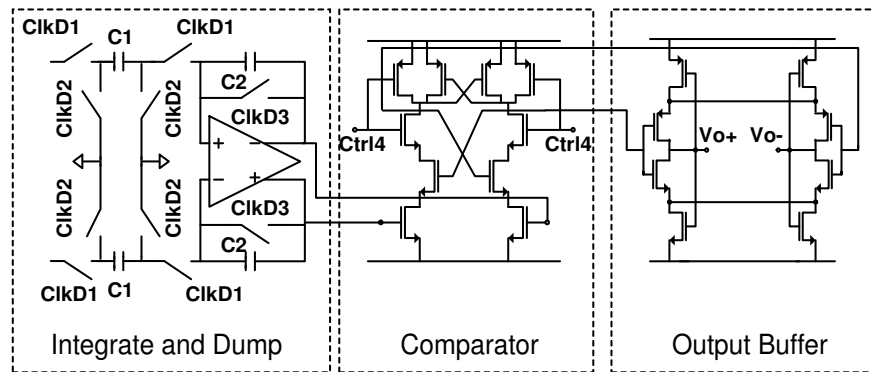 ClkD1
C1
ClkD1
C2
ClkD2
ClkD2
ClkD3
+
−
−
+
Ctrl4
Ctrl4
Vo+
Vo-
ClkD2
ClkD2
ClkD3
C2
ClkD1
C1
ClkD1
Integrate and Dump
Comparator
Output Buffer